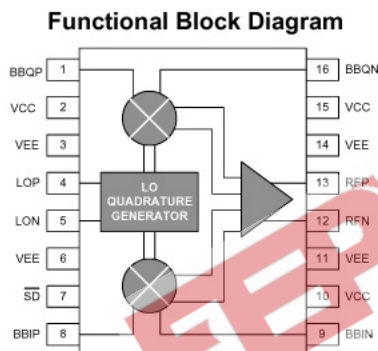 Functional Block Diagram
BBQP 1 16 BBQN
VCC 2 15 VCC
VEE 3 14 VEE
LOP 4 13 RFP
LO
QUADRATURE
GENERATOR
LON 5 12 RFN
VEE 6 11 VEE
SD 7 10 VCC
BBIP 8 9 BBIN